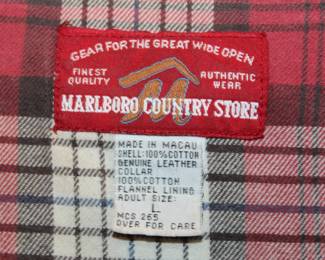 GEAR FOR THE GREAT WIDE OPEN
FINEST QUALITY
AUTHENTIC WEAR
M
MARLBORO COUNTRY STORE
MADE IN MACAU
SHELL: 100% COTTON
GENUINE LEATHER
COLLAR
100% COTTON
FLANNEL LINING
ADULT SIZE:
L
MCS 265
OVER FOR CARE